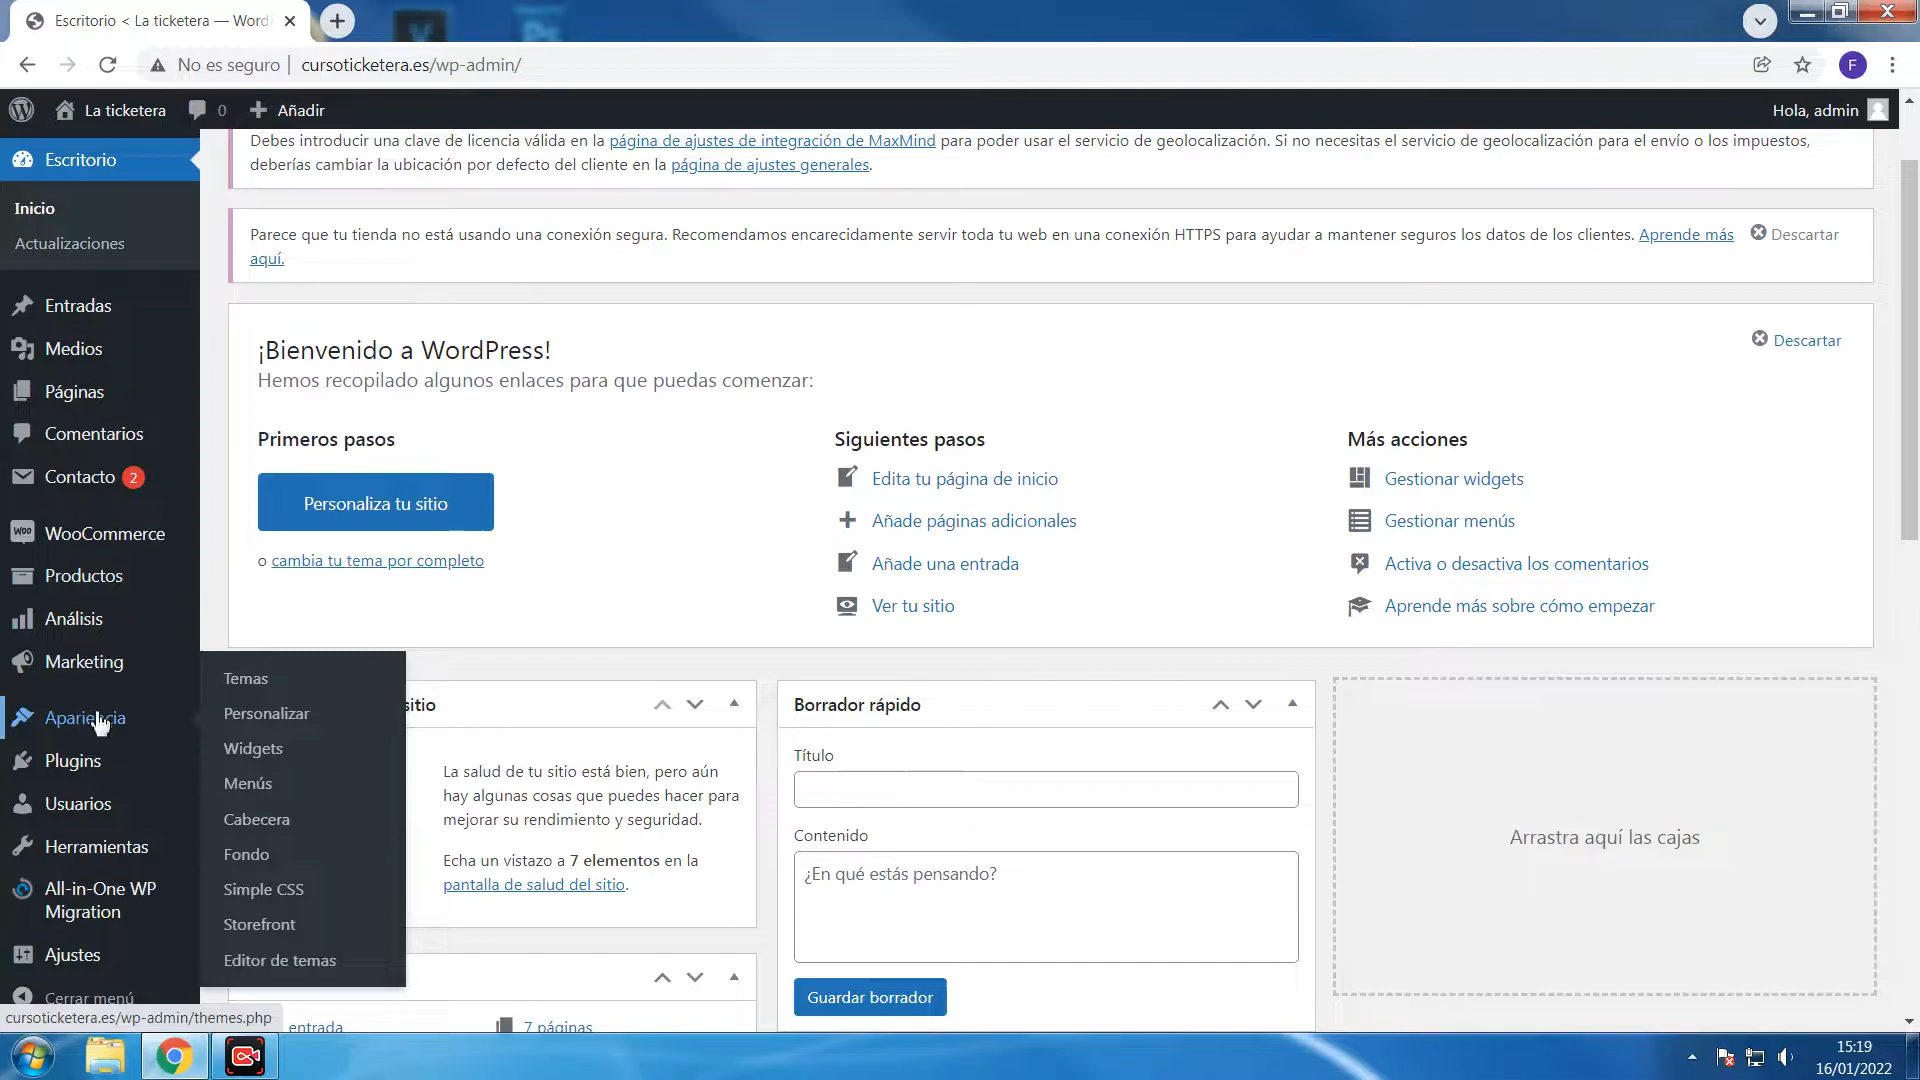 Escritorio < La ticketera — Word
No es seguro
cursoticketera.es/wp-admin/
F
La ticketera
0
Añadir
Hola, admin
Escritorio
Inicio
Actualizaciones
Entradas
Medios
Páginas
Comentarios
Contacto 2
WooCommerce
Productos
Análisis
Marketing
Apariencia
Plugins
Usuarios
Herramientas
All-in-One WP
Migration
Ajustes
Cerrar menú
Temas
Personalizar
Widgets
Menús
Cabecera
Fondo
Simple CSS
Storefront
Editor de temas
Debes introducir una clave de licencia válida en la página de ajustes de integración de MaxMind para poder usar el servicio de geolocalización. Si no necesitas el servicio de geolocalización para el envío o los impuestos,
deberías cambiar la ubicación por defecto del cliente en la página de ajustes generales.
Parece que tu tienda no está usando una conexión segura. Recomendamos encarecidamente servir toda tu web en una conexión HTTPS para ayudar a mantener seguros los datos de los clientes. Aprende más
aquí.
Descartar
¡Bienvenido a WordPress!
Hemos recopilado algunos enlaces para que puedas comenzar:
Descartar
Primeros pasos
Personaliza tu sitio
o cambia tu tema por completo
Siguientes pasos
Edita tu página de inicio
Añade páginas adicionales
Añade una entrada
Ver tu sitio
Más acciones
Gestionar widgets
Gestionar menús
Activa o desactiva los comentarios
Aprende más sobre cómo empezar
sitio
La salud de tu sitio está bien, pero aún
hay algunas cosas que puedes hacer para
mejorar su rendimiento y seguridad.
Echa un vistazo a 7 elementos en la
pantalla de salud del sitio.
entrada
7 páginas
Borrador rápido
Título
Contenido
¿En qué estás pensando?
Guardar borrador
Arrastra aquí las cajas
cursoticketera.es/wp-admin/themes.php
15:19
16/01/2022